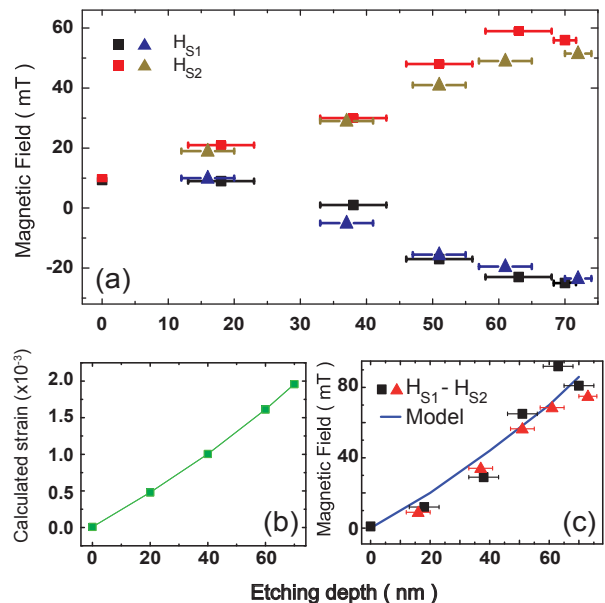 60
40
20
0
-20
Magnetic Field ( mT )
H_S1
H_S2
(a)
0 10 20 30 40 50 60 70
2.0
1.5
1.0
0.5
0.0
Calculated strain (x10⁻³)
(b)
0 20 40 60
80
40
0
Magnetic Field ( mT )
H_S1 - H_S2
Model
(c)
0 20 40 60
Etching depth ( nm )